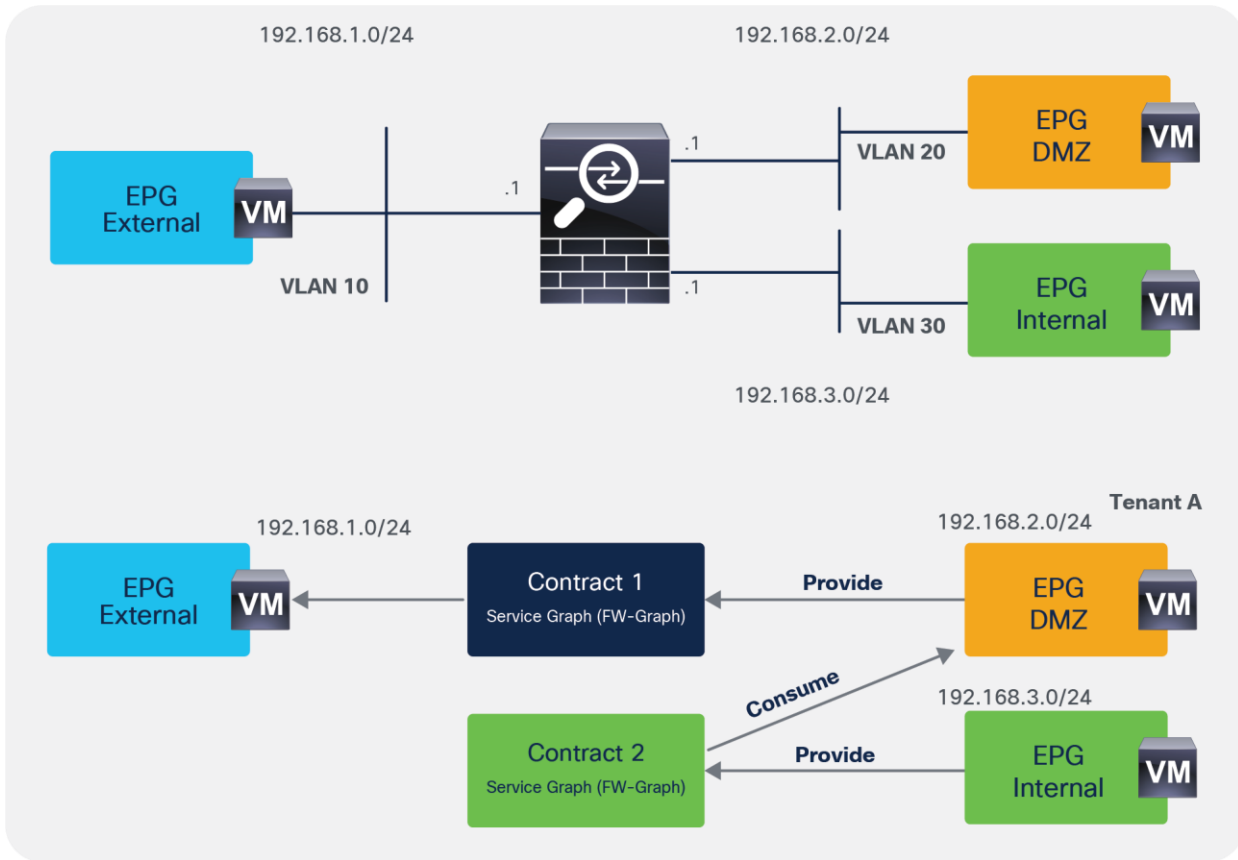 192.168.1.0/24
192.168.2.0/24
EPG
External
VM
VLAN 10
.1
.1
VLAN 20
EPG
DMZ
VM
.1
VLAN 30
EPG
Internal
VM
192.168.3.0/24
Tenant A
192.168.1.0/24
192.168.2.0/24
EPG
External
VM
Contract 1
Service Graph (FW-Graph)
Provide
EPG
DMZ
VM
Consume
192.168.3.0/24
Contract 2
Service Graph (FW-Graph)
Provide
EPG
Internal
VM